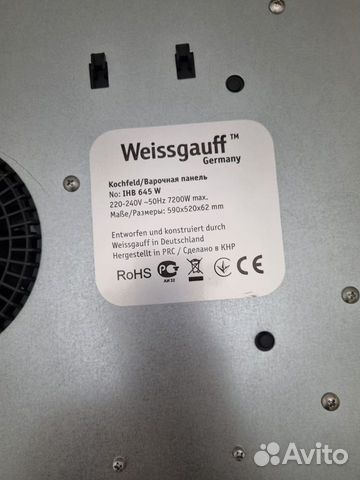 Weissgauff™
Germany
Kochfeld/Варочная панель
No: IHB 645 W
220-240V ~50Hz 7200W max.
Maße/Размеры: 590x520x62 mm
Entworfen und konstruiert durch
Weissgauff in Deutschland
Hergestellt in PRC / Сделано в КНР
RoHS
CE
Avito